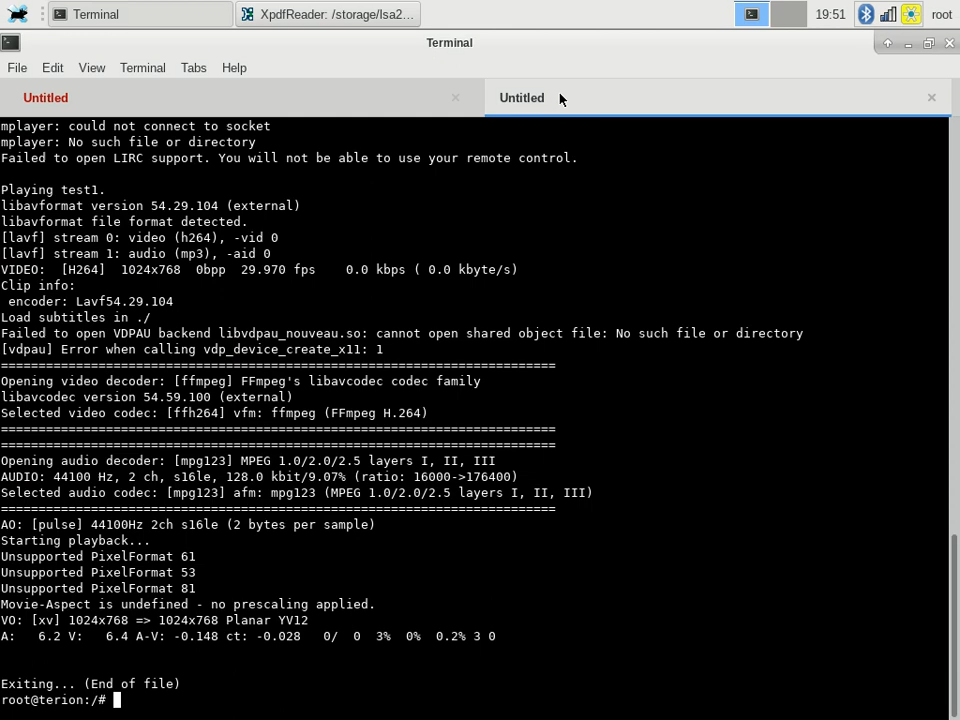 Terminal
XpdfReader: /storage/lsa2...
19:51
root
Terminal
File Edit View Terminal Tabs Help
Untitled
Untitled
mplayer: could not connect to socket
mplayer: No such file or directory
Failed to open LIRC support. You will not be able to use your remote control.
Playing test1.
libavformat version 54.29.104 (external)
libavformat file format detected.
[lavf] stream 0: video (h264), -vid 0
[lavf] stream 1: audio (mp3), -aid 0
VIDEO:  [H264]  1024x768  0bpp  29.970 fps    0.0 kbps ( 0.0 kbyte/s)
Clip info:
 encoder: Lavf54.29.104
Load subtitles in ./
Failed to open VDPAU backend libvdpau_nouveau.so: cannot open shared object file: No such file or directory
[vdpau] Error when calling vdp_device_create_x11: 1
==========================================================================
Opening video decoder: [ffmpeg] FFmpeg's libavcodec codec family
libavcodec version 54.59.100 (external)
Selected video codec: [ffh264] vfm: ffmpeg (FFmpeg H.264)
==========================================================================
==========================================================================
Opening audio decoder: [mpg123] MPEG 1.0/2.0/2.5 layers I, II, III
AUDIO: 44100 Hz, 2 ch, s16le, 128.0 kbit/9.07% (ratio: 16000->176400)
Selected audio codec: [mpg123] afm: mpg123 (MPEG 1.0/2.0/2.5 layers I, II, III)
==========================================================================
AO: [pulse] 44100Hz 2ch s16le (2 bytes per sample)
Starting playback...
Unsupported PixelFormat 61
Unsupported PixelFormat 53
Unsupported PixelFormat 81
Movie-Aspect is undefined - no prescaling applied.
VO: [xv] 1024x768 => 1024x768 Planar YV12
A:   6.2 V:   6.4 A-V: -0.148 ct: -0.028   0/  0  3%  0%  0.2% 3 0
Exiting... (End of file)
root@terion:/#